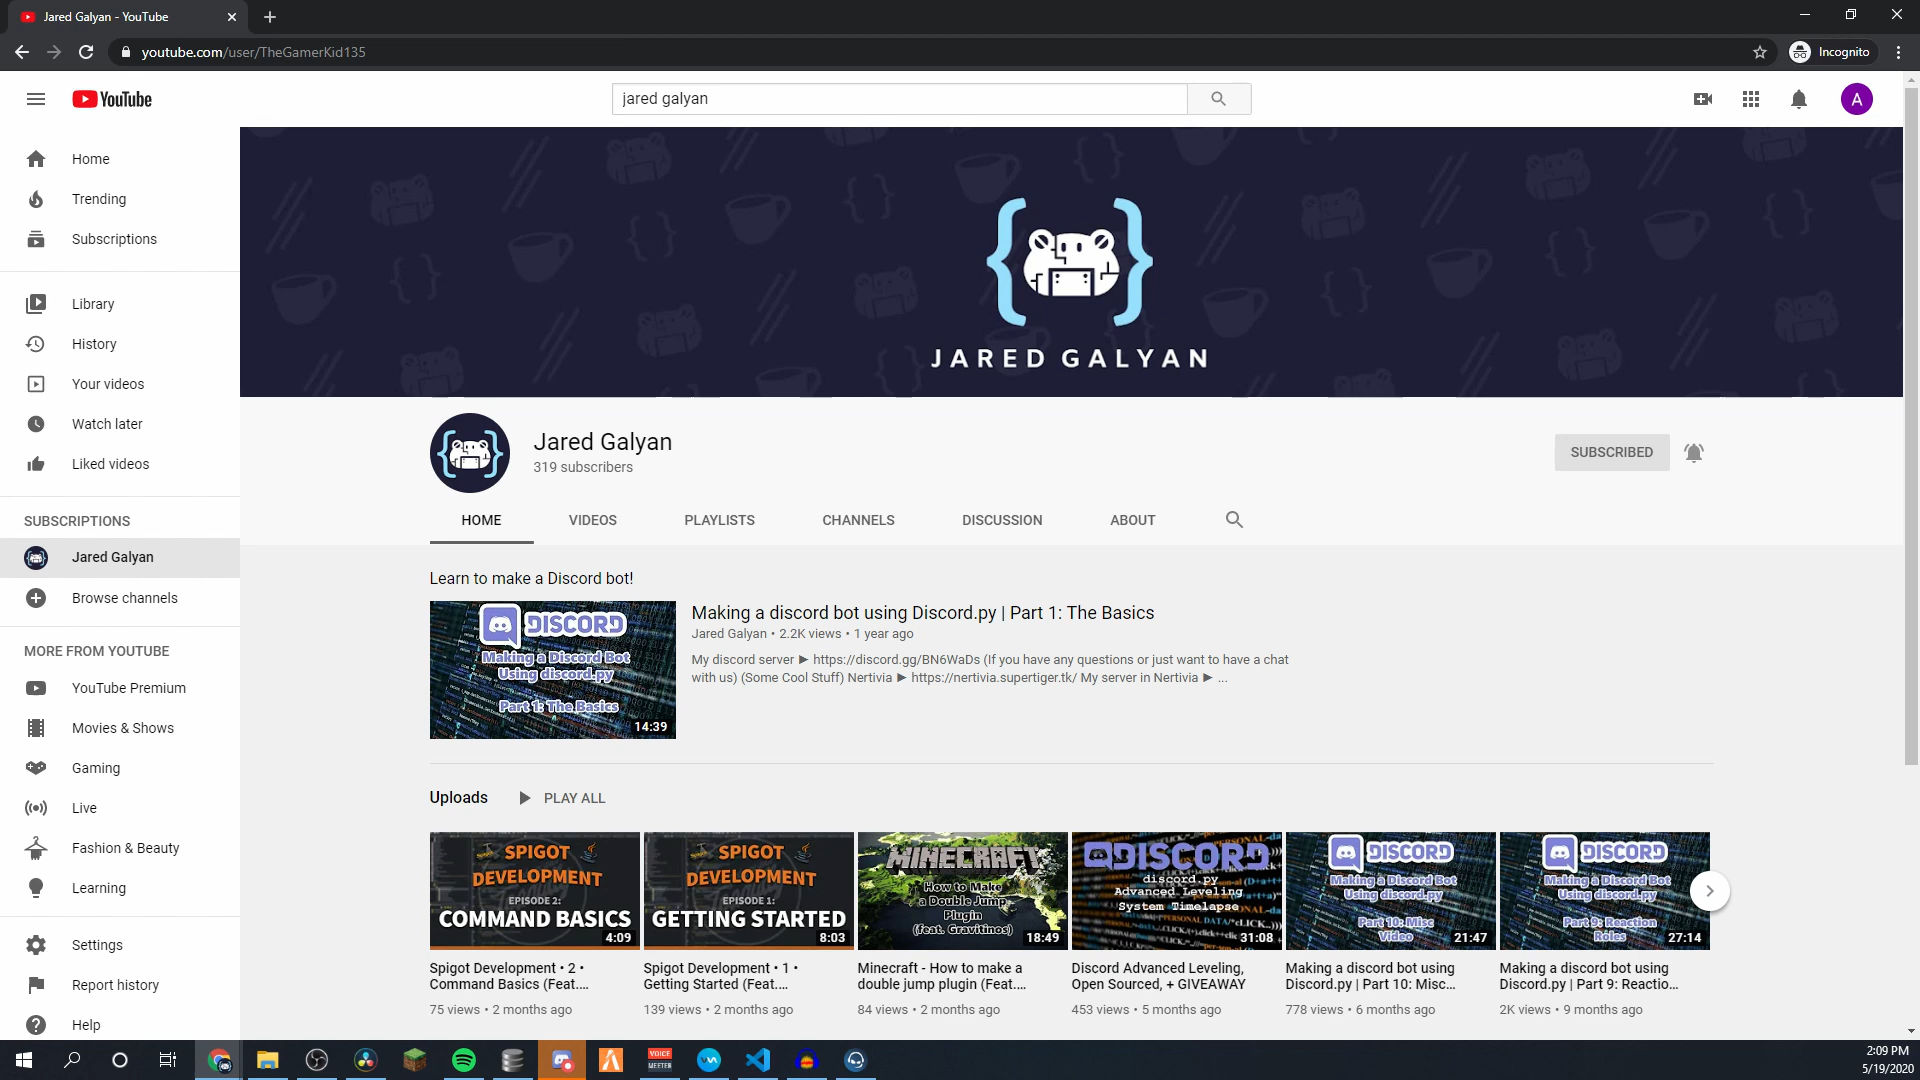 Jared Galyan - YouTube
youtube.com/user/TheGamerKid135
Incognito
YouTube
jared galyan
A
Home
Trending
Subscriptions
Library
History
Your videos
Watch later
Liked videos
SUBSCRIPTIONS
Jared Galyan
Browse channels
MORE FROM YOUTUBE
YouTube Premium
Movies & Shows
Gaming
Live
Fashion & Beauty
Learning
Settings
Report history
Help
JARED GALYAN
Jared Galyan
319 subscribers
SUBSCRIBED
HOME VIDEOS PLAYLISTS CHANNELS DISCUSSION ABOUT
Learn to make a Discord bot!
DISCORD
Making a Discord Bot
Using discord.py
Part 1: The Basics
14:39
Making a discord bot using Discord.py | Part 1: The Basics
Jared Galyan • 2.2K views • 1 year ago
My discord server ► https://discord.gg/BN6WaDs (If you have any questions or just want to have a chat
with us) (Some Cool Stuff) Nertivia ► https://nertivia.supertiger.tk/ My server in Nertivia ► ...
Uploads PLAY ALL
SPIGOT
DEVELOPMENT
EPISODE 2:
COMMAND BASICS
4:09
Spigot Development • 2 •
Command Basics (Feat....
75 views • 2 months ago
SPIGOT
DEVELOPMENT
EPISODE 1:
GETTING STARTED
8:03
Spigot Development • 1 •
Getting Started (Feat....
139 views • 2 months ago
MINECRAFT
How to Make
a Double Jump
Plugin
(feat. Gravitinos)
18:49
Minecraft - How to make a
double jump plugin (Feat....
84 views • 2 months ago
DISCORD
discord.py
Advanced Leveling
System Timelapse
31:08
Discord Advanced Leveling,
Open Sourced, + GIVEAWAY
453 views • 5 months ago
DISCORD
Making a Discord Bot
Using discord.py
Part 10: Misc
Video
21:47
Making a discord bot using
Discord.py | Part 10: Misc...
778 views • 6 months ago
DISCORD
Making a Discord Bot
Using discord.py
Part 9: Reaction
Roles
27:14
Making a discord bot using
Discord.py | Part 9: Reactio...
2K views • 9 months ago
VOICE
MEETER
2:09 PM
5/19/2020